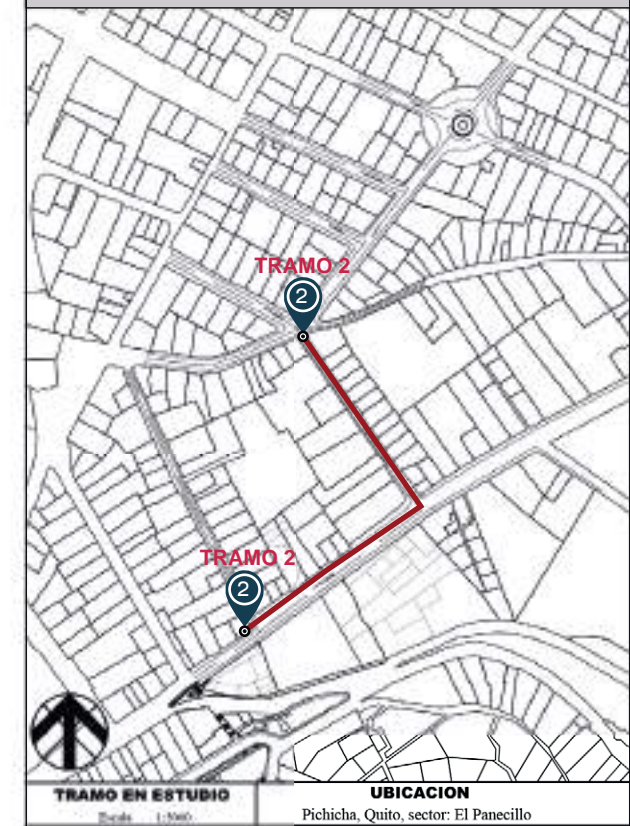 TRAMO 2
2
TRAMO 2
2
TRAMO EN ESTUDIO
UBICACION
Pichicha, Quito, sector: El Panecillo